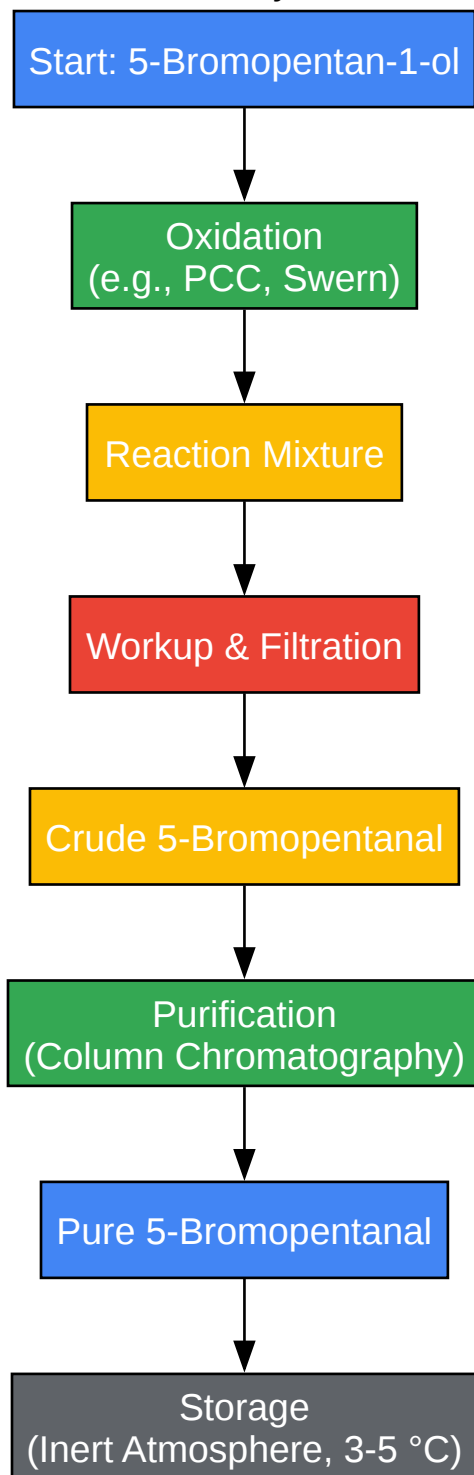 Start: 5-Bromopentan-1-ol
Oxidation
(e.g., PCC, Swern)
Reaction Mixture
Workup & Filtration
Crude 5-Bromopentanal
Purification
(Column Chromatography)
Pure 5-Bromopentanal
Storage
(Inert Atmosphere, 3-5 °C)